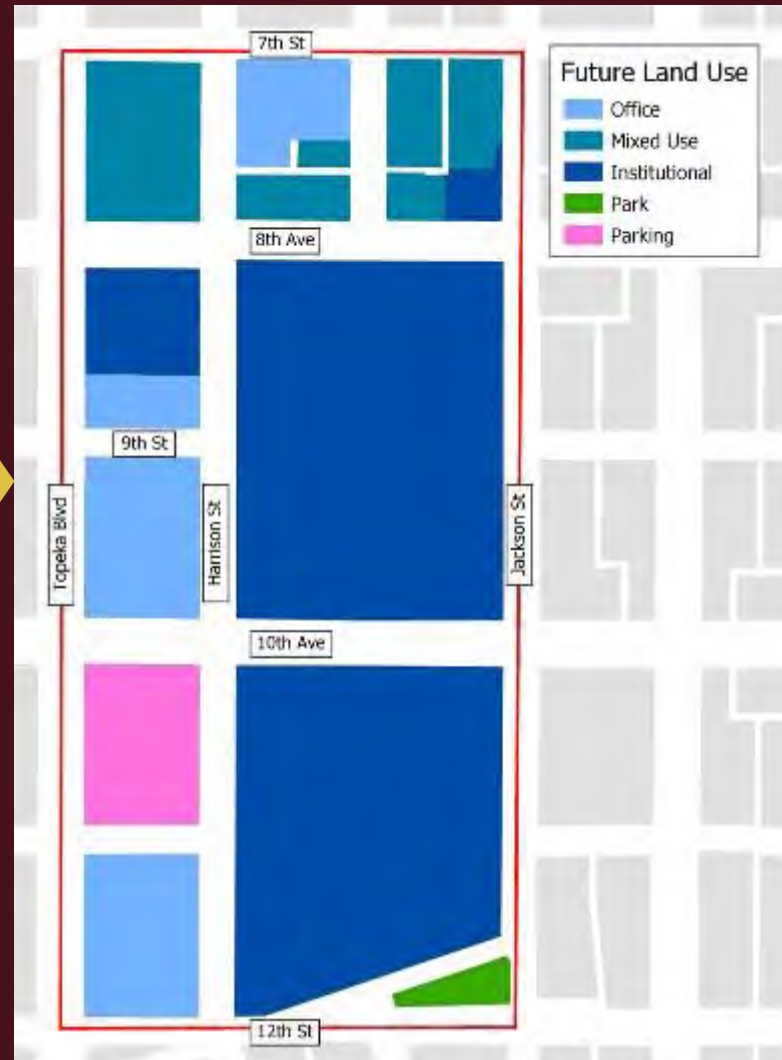 7th St
Future Land Use
Office
Mixed Use
Institutional
Park
Parking
8th Ave
9th St
Topeka Blvd
Harrison St
Jackson St
10th Ave
12th St